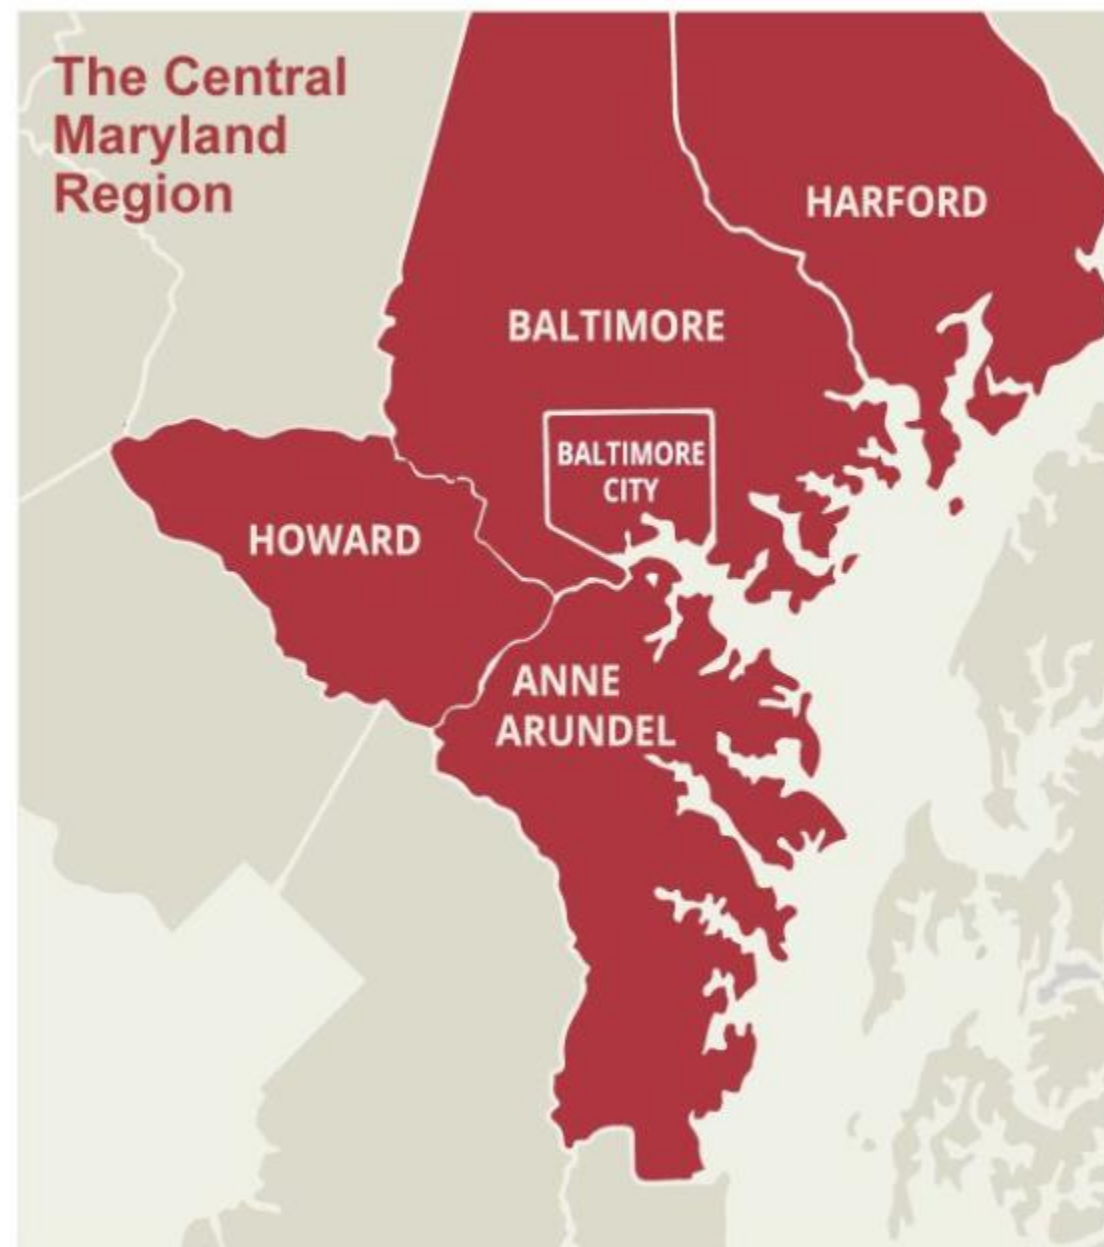 The Central
Maryland
Region
HARFORD
BALTIMORE
BALTIMORE
CITY
HOWARD
ANNE
ARUNDEL